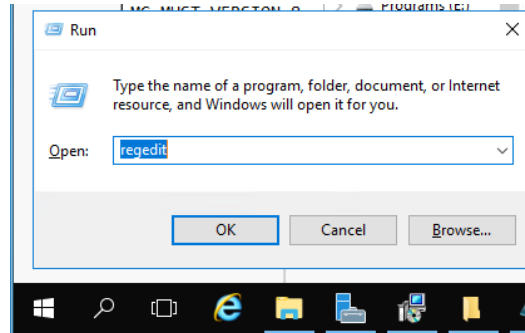 Programs (E:)
Run
Type the name of a program, folder, document, or Internet
resource, and Windows will open it for you.
Open:
regedit
OK
Cancel
Browse...